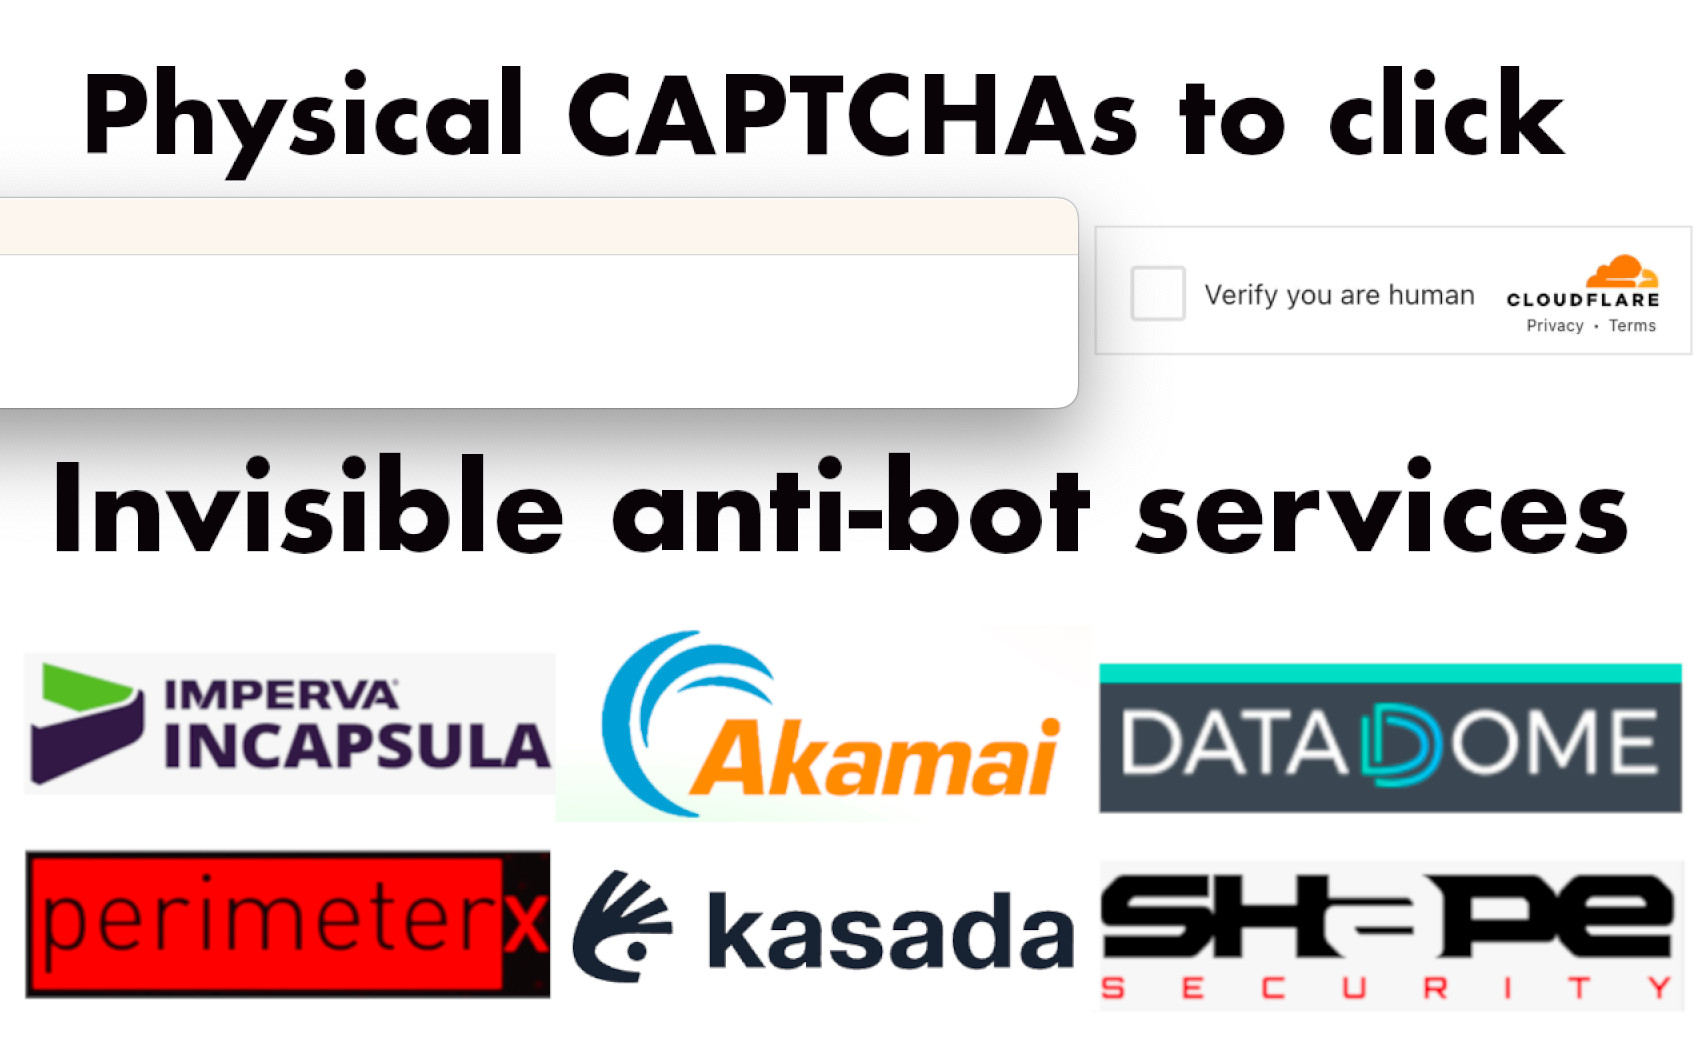 Physical CAPTCHAs to click
Verify you are human
CLOUDFLARE
Privacy • Terms
Invisible anti-bot services
IMPERVA
INCAPSULA
Akamai
DATADOME
perimeterx
kasada
SHAPE
SECURITY